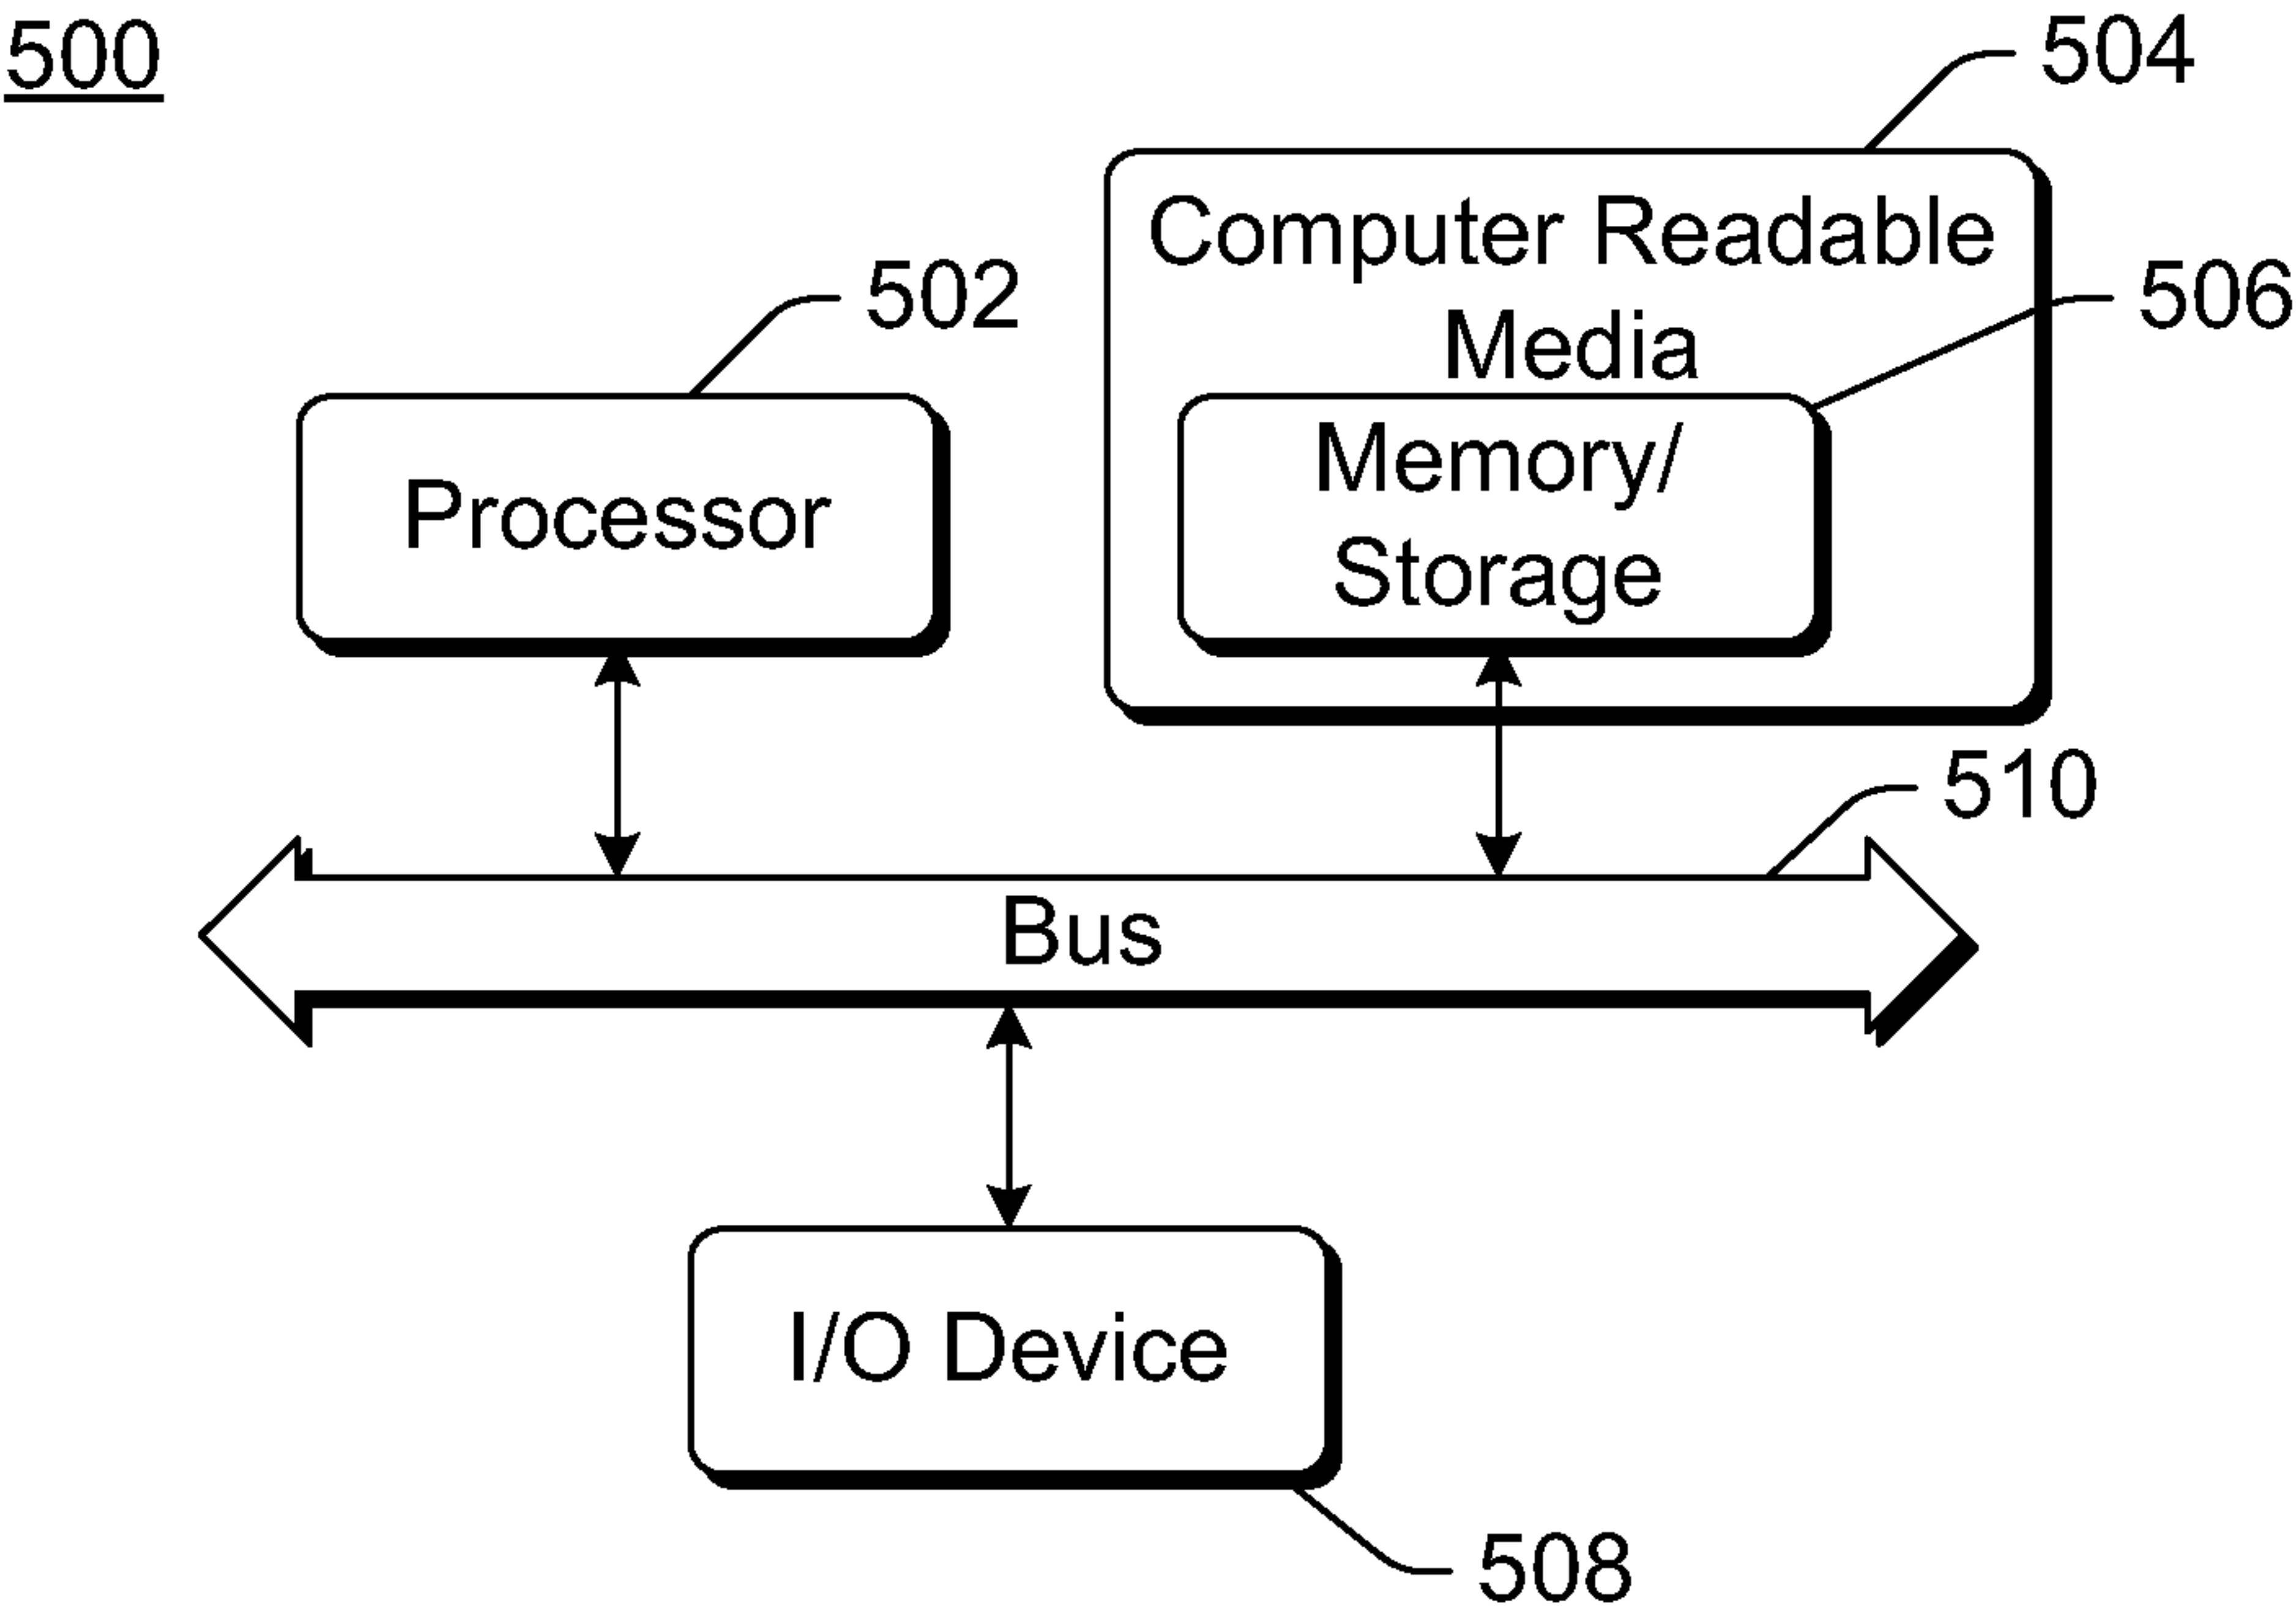 500
504
Computer Readable
Media
506
502
Memory/
Storage
Processor
510
Bus
I/O Device
508